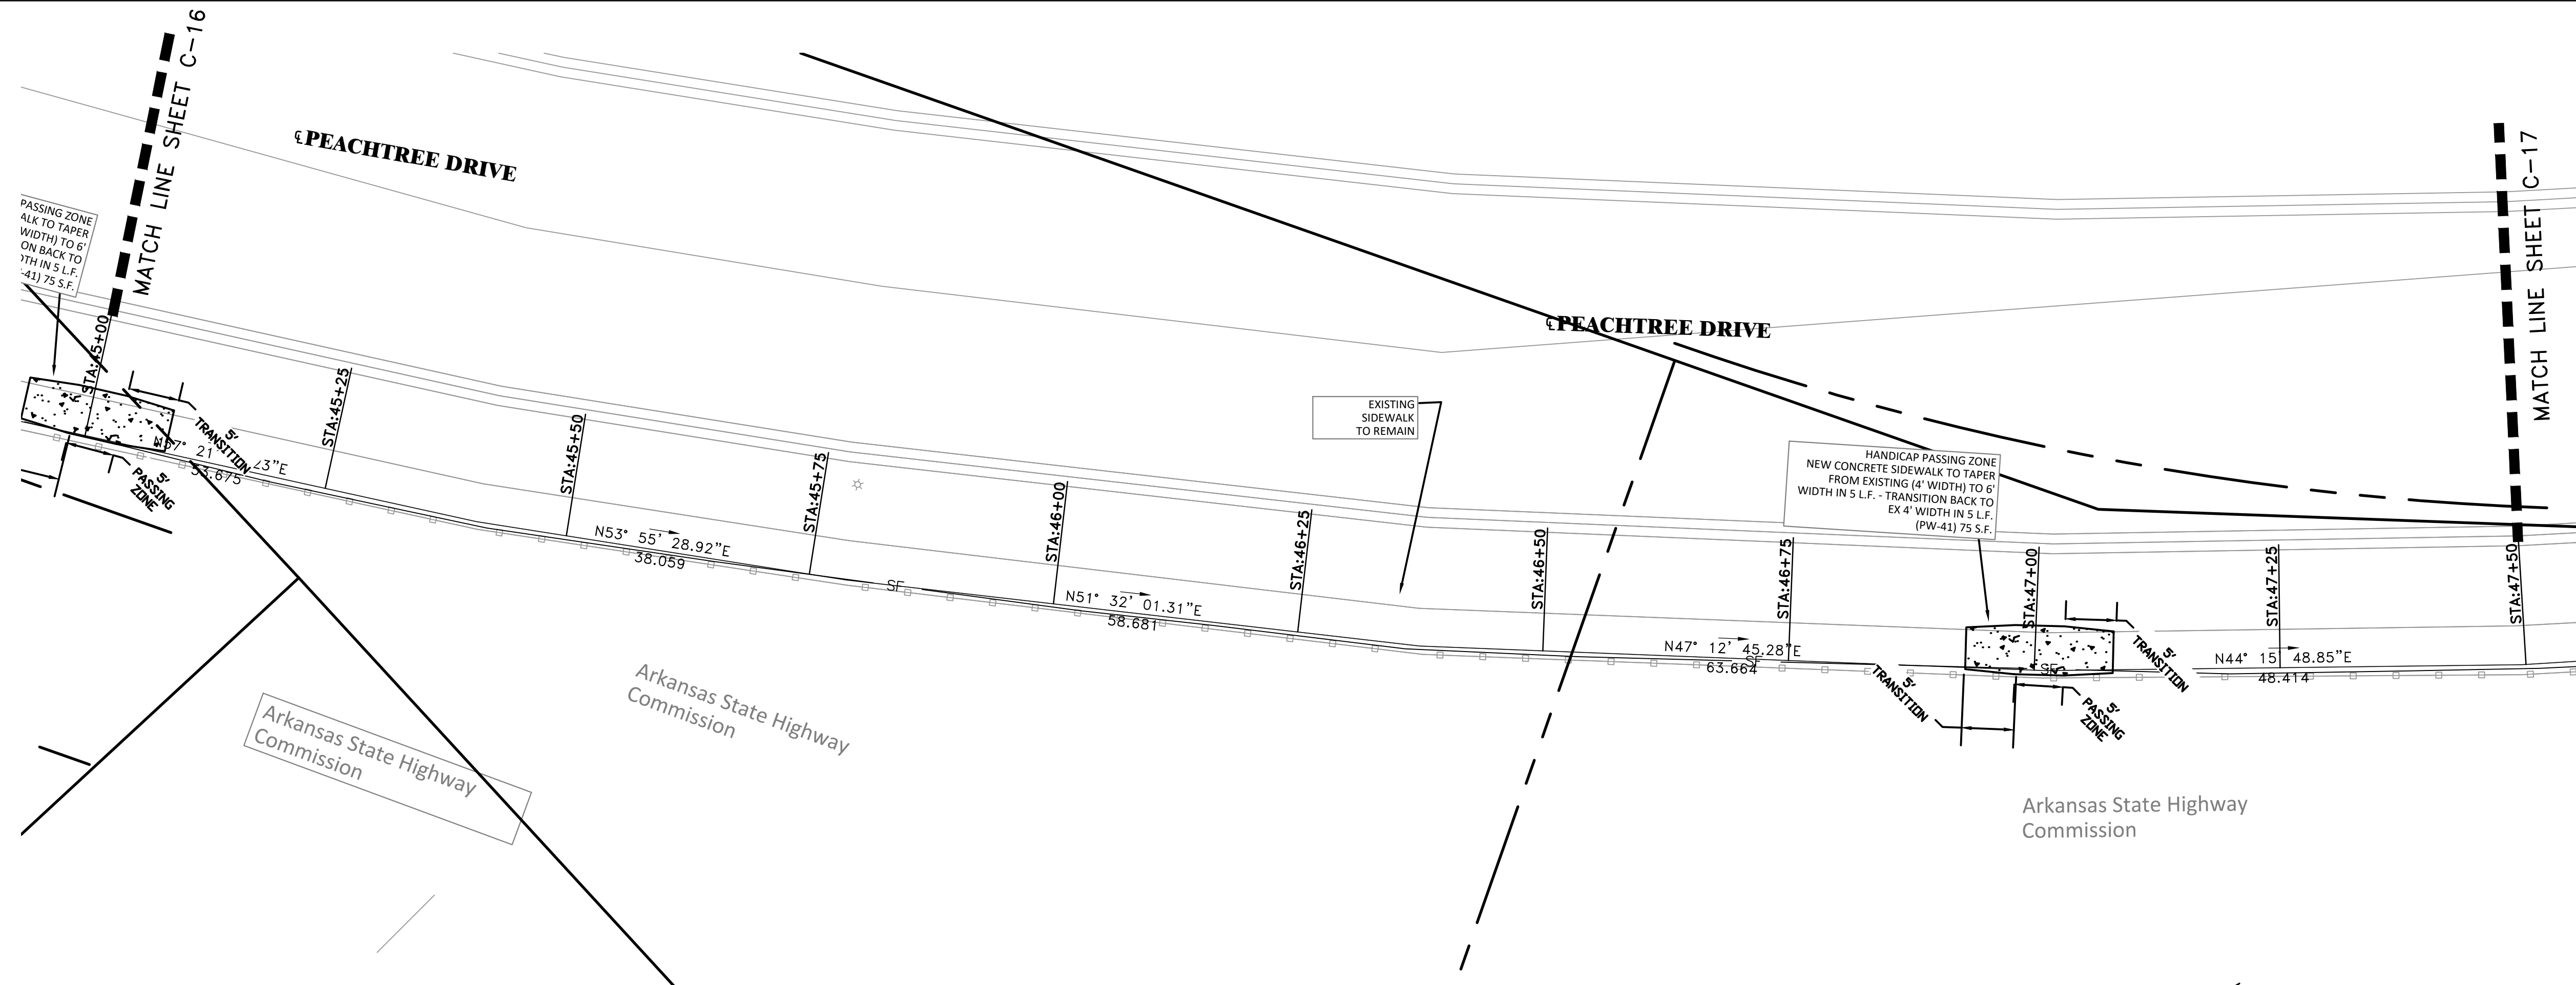 MATCH LINE SHEET C-16
℄PEACHTREE DRIVE
PASSING ZONE
ALK TO TAPER
WIDTH) TO 6'
ON BACK TO
DTH IN 5 L.F.
-41) 75 S.F.
STA:45+00
5'
TRANSITION
5'
PASSING
ZONE
N57° 21' 23”E
53.675
STA:45+25
STA:45+50
N53° 55’ 28.92”E
38.059
STA:45+75
SF
STA:46+00
N51° 32’ 01.31”E
58.681
STA:46+25
EXISTING
SIDEWALK
TO REMAIN
STA:46+50
℄PEACHTREE DRIVE
N47° 12’ 45.28”E
63.664
SF
STA:46+75
HANDICAP PASSING ZONE
NEW CONCRETE SIDEWALK TO TAPER
FROM EXISTING (4' WIDTH) TO 6'
WIDTH IN 5 L.F. - TRANSITION BACK TO
EX 4' WIDTH IN 5 L.F.
(PW-41) 75 S.F.
STA:47+00
SF
5'
TRANSITION
5'
PASSING
ZONE
5'
TRANSITION
STA:47+25
N44° 15’ 48.85”E
48.414
STA:47+50
MATCH LINE SHEET C-17
Arkansas State Highway
Commission
Arkansas State Highway
Commission
Arkansas State Highway
Commission